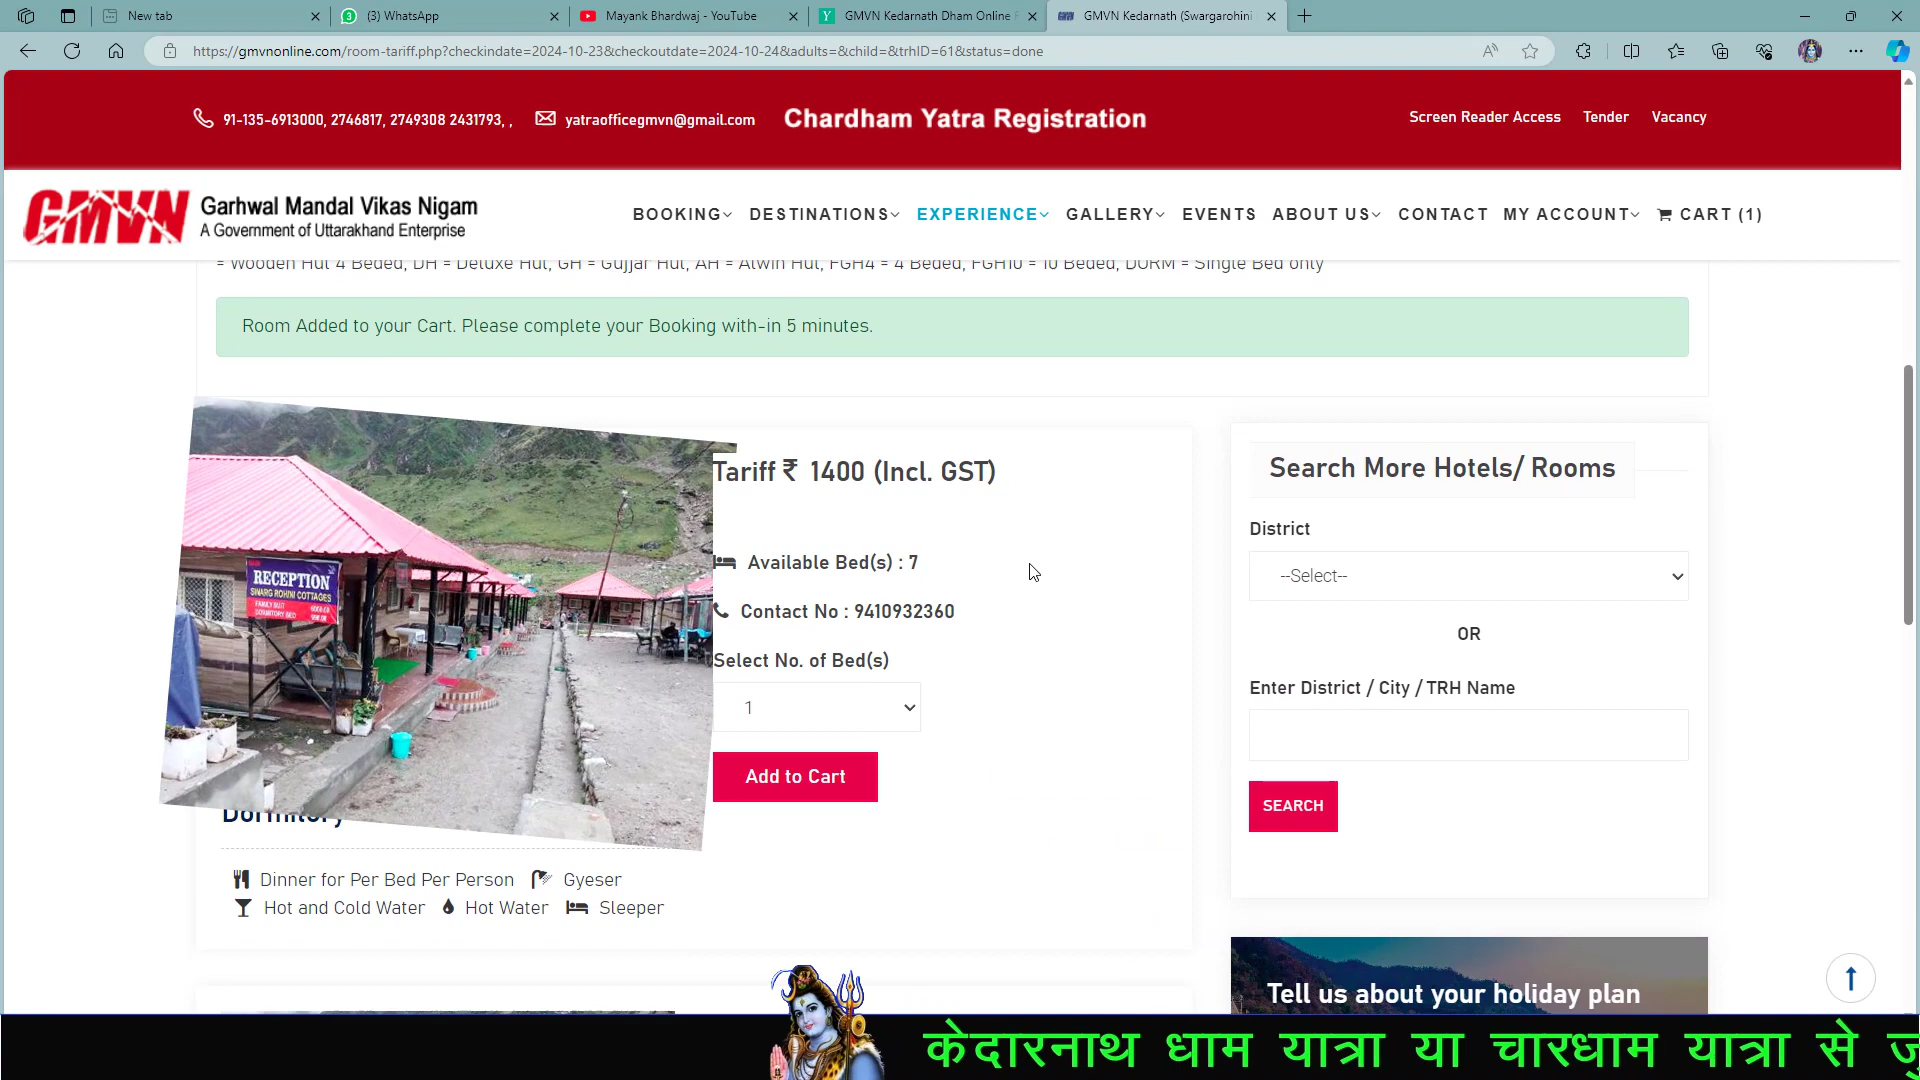 New tab
(3) WhatsApp
Mayank Bhardwaj - YouTube
GMVN Kedarnath Dham Online
GMVN Kedarnath (Swargarohini
https://gmvnonline.com/room-tariff.php?checkindate=2024-10-23&checkoutdate=2024-10-24&adults=&child=&trhID=61&status=done
91-135-6913000, 2746817, 2749308 2431793, ,
yatraofficegmvn@gmail.com
Chardham Yatra Registration
Screen Reader Access Tender Vacancy
GMVN
Garhwal Mandal Vikas Nigam
A Government of Uttarakhand Enterprise
BOOKING DESTINATIONS EXPERIENCE GALLERY EVENTS ABOUT US CONTACT MY ACCOUNT CART (1)
= Wooden Hut 4 Beded, DH = Deluxe Hut, GH = Gujjar Hut, AH = Alwin Hut, FGH4 = 4 Beded, FGH10 = 10 Beded, DORM = Single Bed only
Room Added to your Cart. Please complete your Booking with-in 5 minutes.
RECEPTION
SWARG ROHINI COTTAGES
Tariff ₹ 1400 (Incl. GST)
Available Bed(s) : 7
Contact No : 9410932360
Select No. of Bed(s)
1
Add to Cart
Dormitory
Dinner for Per Bed Per Person Gyeser
Hot and Cold Water Hot Water Sleeper
Search More Hotels/ Rooms
District
--Select--
OR
Enter District / City / TRH Name
SEARCH
Tell us about your holiday plan
केदारनाथ धाम यात्रा या चारधाम यात्रा से